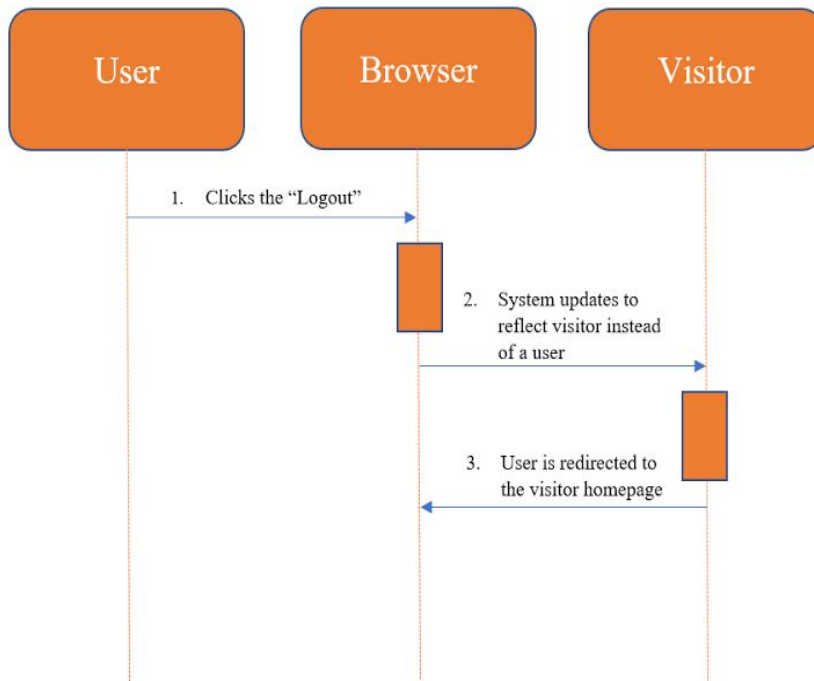 User
Browser
Visitor
1. Clicks the “Logout”
2. System updates to
reflect visitor instead
of a user
3. User is redirected to
the visitor homepage